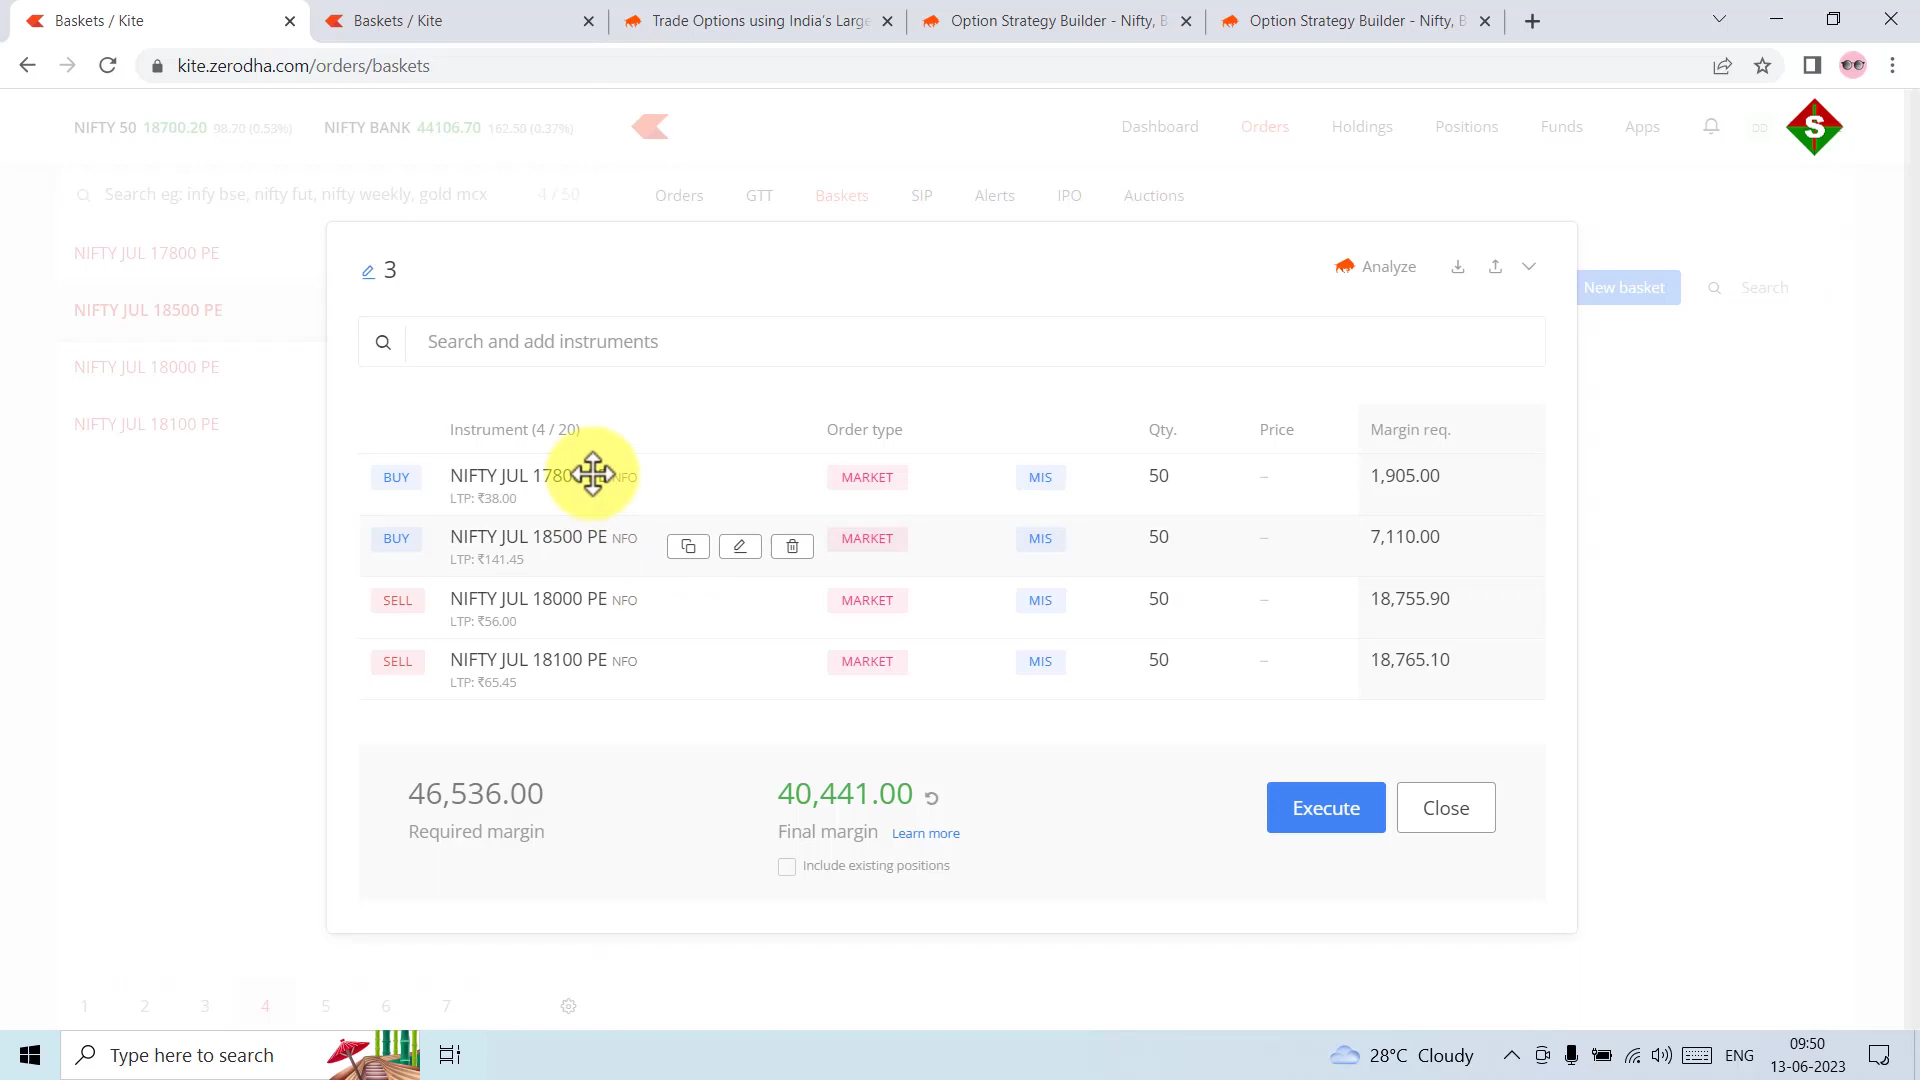 Baskets / Kite
Baskets / Kite
Trade Options using India's Large
Option Strategy Builder - Nifty, B
Option Strategy Builder - Nifty, B
kite.zerodha.com/orders/baskets
NIFTY 50 18700.20 98.70 (0.53%) NIFTY BANK 44106.70 162.50 (0.37%)
Dashboard Orders Holdings Positions Funds Apps DD S
Search eg: infy bse, nifty fut, nifty weekly, gold mcx 4 / 50
Orders GTT Baskets SIP Alerts IPO Auctions
NIFTY JUL 17800 PE
NIFTY JUL 18500 PE
NIFTY JUL 18000 PE
NIFTY JUL 18100 PE
New basket Search
3 Analyze
Search and add instruments
Instrument (4 / 20) Order type Qty. Price Margin req.
BUY NIFTY JUL 1780 NFO MARKET MIS 50 – 1,905.00
LTP: ₹38.00
BUY NIFTY JUL 18500 PE NFO MARKET MIS 50 – 7,110.00
LTP: ₹141.45
SELL NIFTY JUL 18000 PE NFO MARKET MIS 50 – 18,755.90
LTP: ₹56.00
SELL NIFTY JUL 18100 PE NFO MARKET MIS 50 – 18,765.10
LTP: ₹65.45
46,536.00 40,441.00 Execute Close
Required margin Final margin Learn more
Include existing positions
1 2 3 4 5 6 7
Type here to search
28°C Cloudy ENG
09:50
13-06-2023